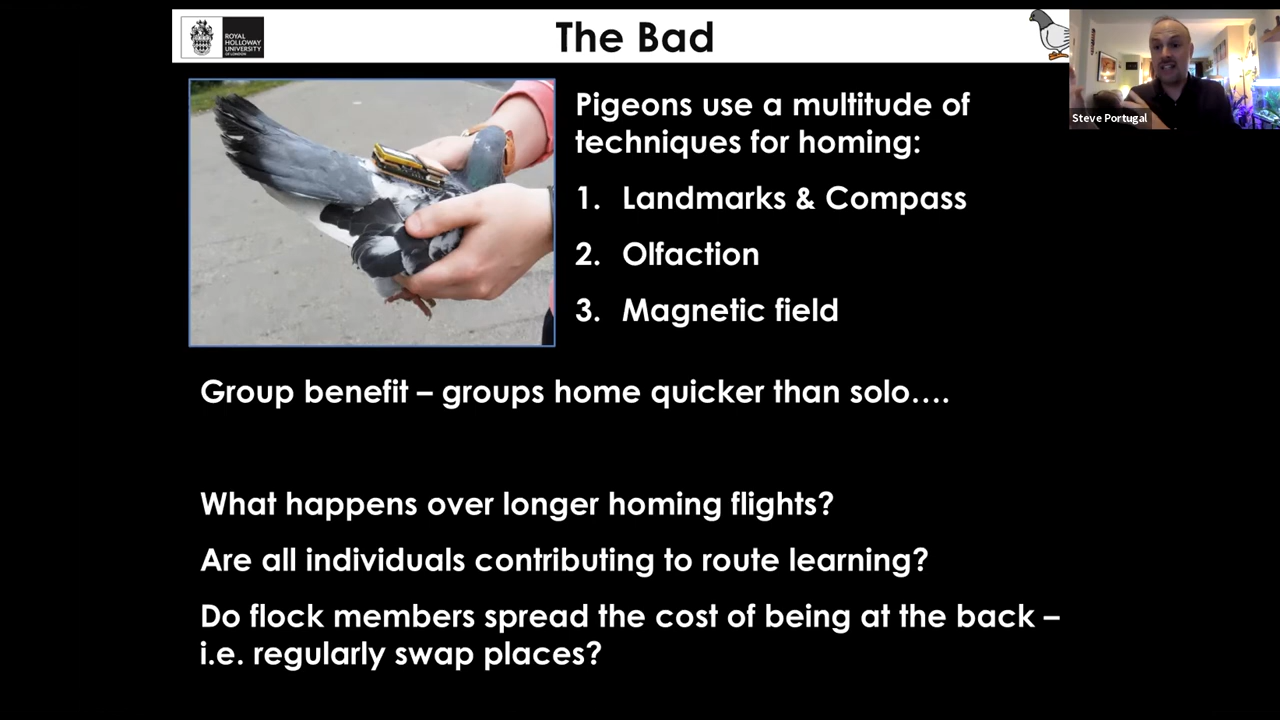 ROYAL
HOLLOWAY
UNIVERSITY
OF LONDON
The Bad
Steve Portugal
Pigeons use a multitude of
techniques for homing:
1. Landmarks & Compass
2. Olfaction
3. Magnetic field
Group benefit – groups home quicker than solo….
What happens over longer homing flights?
Are all individuals contributing to route learning?
Do flock members spread the cost of being at the back –
i.e. regularly swap places?